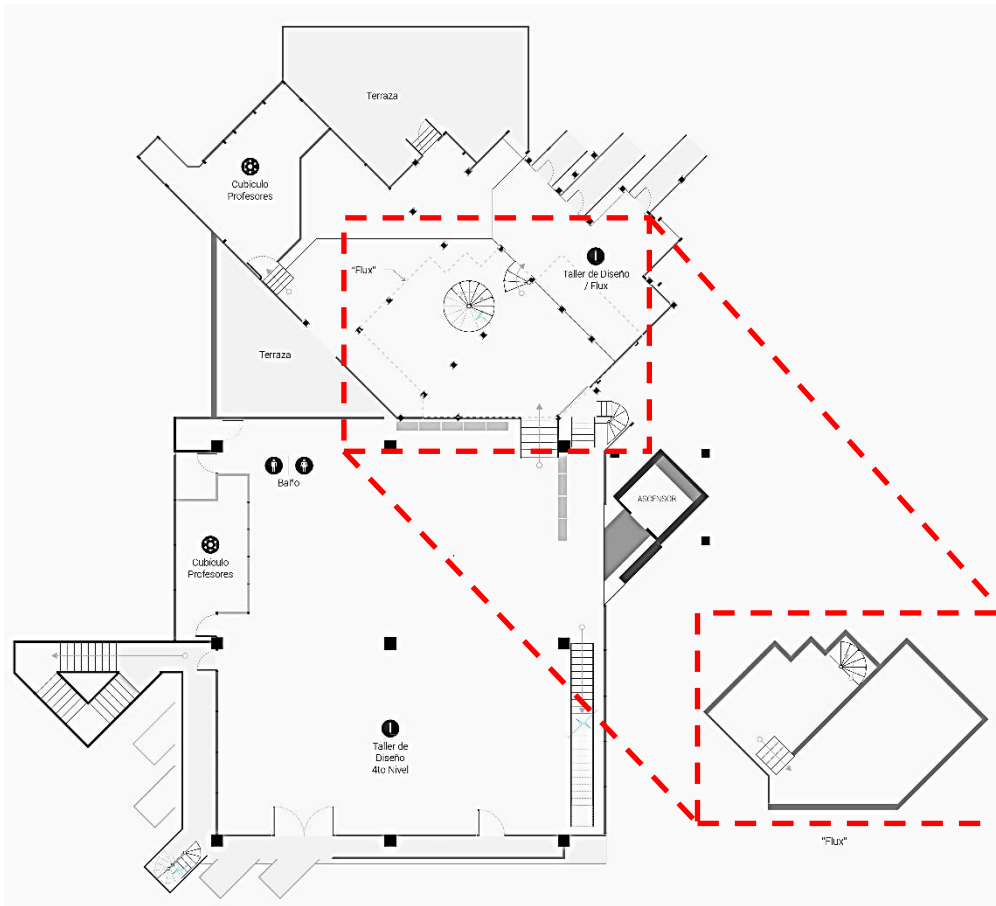 Terraza
Cubículo
Profesores
"Flux"
Taller de Diseño
/ Flux
Terraza
Baño
ASCENSOR
Cubículo
Profesores
Taller de
Diseño
4to Nivel
"Flux"